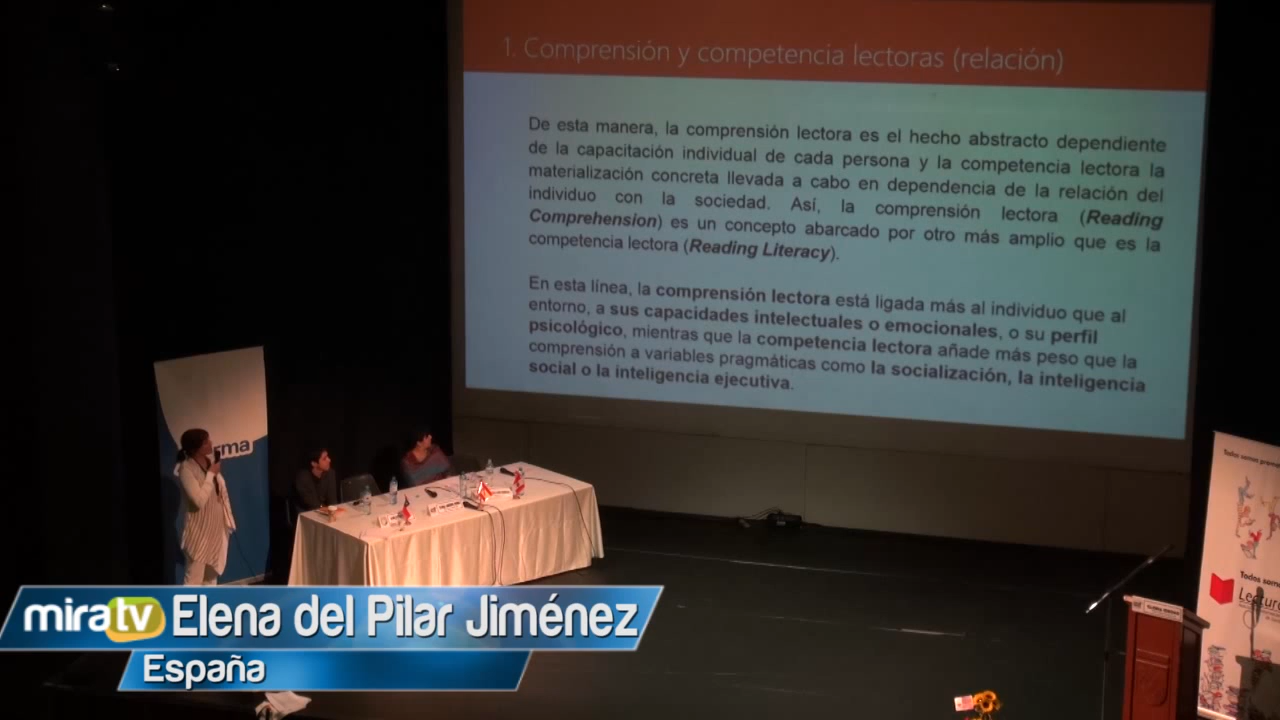 1. Comprensión y competencia lectoras (relación)
De esta manera, la comprensión lectora es el hecho abstracto dependiente
de la capacitación individual de cada persona y la competencia lectora la
materialización concreta llevada a cabo en dependencia de la relación del
individuo con la sociedad. Así, la comprensión lectora (Reading
Comprehension) es un concepto abarcado por otro más amplio que es la
competencia lectora (Reading Literacy).
En esta línea, la comprensión lectora está ligada más al individuo que al
entorno, a sus capacidades intelectuales o emocionales, o su perfil
psicológico, mientras que la competencia lectora añade más peso que la
comprensión a variables pragmáticas como la socialización, la inteligencia
social o la inteligencia ejecutiva.
rma
Todos somos
Todos
Lectura
miratv Elena del Pilar Jiménez
España